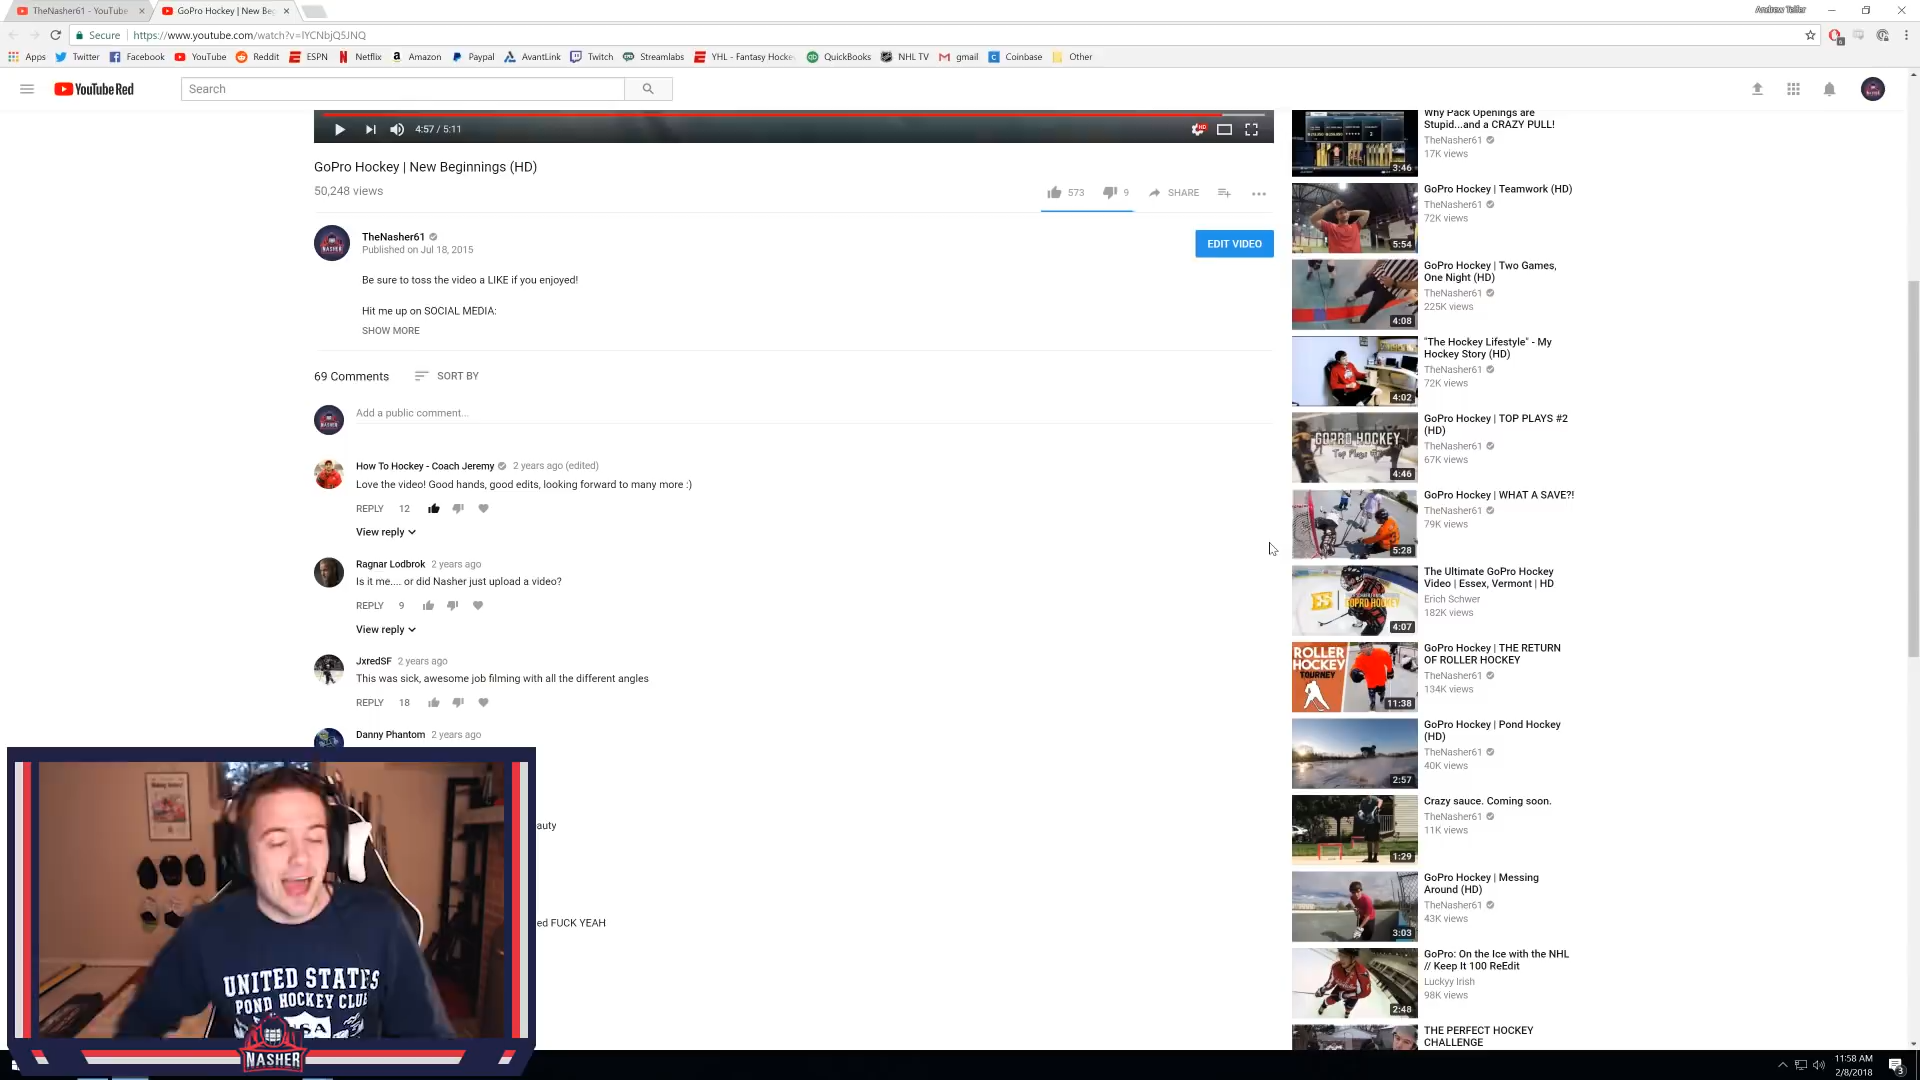 TheNasher61 - YouTube
GoPro Hockey | New Beg
Andrew Telfer
Secure
https://www.youtube.com/watch?v=lYCNbjQ5JNQ
Apps
Twitter
Facebook
YouTube
Reddit
ESPN
Netflix
Amazon
Paypal
AvantLink
Twitch
Streamlabs
YHL - Fantasy Hocke
QuickBooks
NHL TV
gmail
Coinbase
Other
YouTube Red
Search
4:57 / 5:11
HD
GoPro Hockey | New Beginnings (HD)
50,248 views
573
9
SHARE
TheNasher61
Published on Jul 18, 2015
EDIT VIDEO
Be sure to toss the video a LIKE if you enjoyed!
Hit me up on SOCIAL MEDIA:
SHOW MORE
69 Comments
SORT BY
Add a public comment...
How To Hockey - Coach Jeremy 2 years ago (edited)
Love the video! Good hands, good edits, looking forward to many more :)
REPLY 12
View reply
Ragnar Lodbrok 2 years ago
Is it me.... or did Nasher just upload a video?
REPLY 9
View reply
JxredSF 2 years ago
This was sick, awesome job filming with all the different angles
REPLY 18
Danny Phantom 2 years ago
auty
ed FUCK YEAH
UNITED STATES
POND HOCKEY CLUB
NASHER
Why Pack Openings are
Stupid...and a CRAZY PULL!
TheNasher61
17K views
3:46
GoPro Hockey | Teamwork (HD)
TheNasher61
72K views
5:54
GoPro Hockey | Two Games,
One Night (HD)
TheNasher61
225K views
4:08
"The Hockey Lifestyle" - My
Hockey Story (HD)
TheNasher61
72K views
4:02
GoPro Hockey | TOP PLAYS #2
(HD)
TheNasher61
67K views
GOPRO HOCKEY
Top Plays #2
4:46
GoPro Hockey | WHAT A SAVE?!
TheNasher61
79K views
5:28
The Ultimate GoPro Hockey
Video | Essex, Vermont | HD
Erich Schwer
182K views
GOPRO HOCKEY
4:07
GoPro Hockey | THE RETURN
OF ROLLER HOCKEY
TheNasher61
134K views
ROLLER
HOCKEY
TOURNEY
11:38
GoPro Hockey | Pond Hockey
(HD)
TheNasher61
40K views
2:57
Crazy sauce. Coming soon.
TheNasher61
11K views
1:29
GoPro Hockey | Messing
Around (HD)
TheNasher61
43K views
3:03
GoPro: On the Ice with the NHL
// Keep It 100 ReEdit
Luckyy Irish
98K views
2:48
THE PERFECT HOCKEY
CHALLENGE
11:58 AM
2/8/2018
3